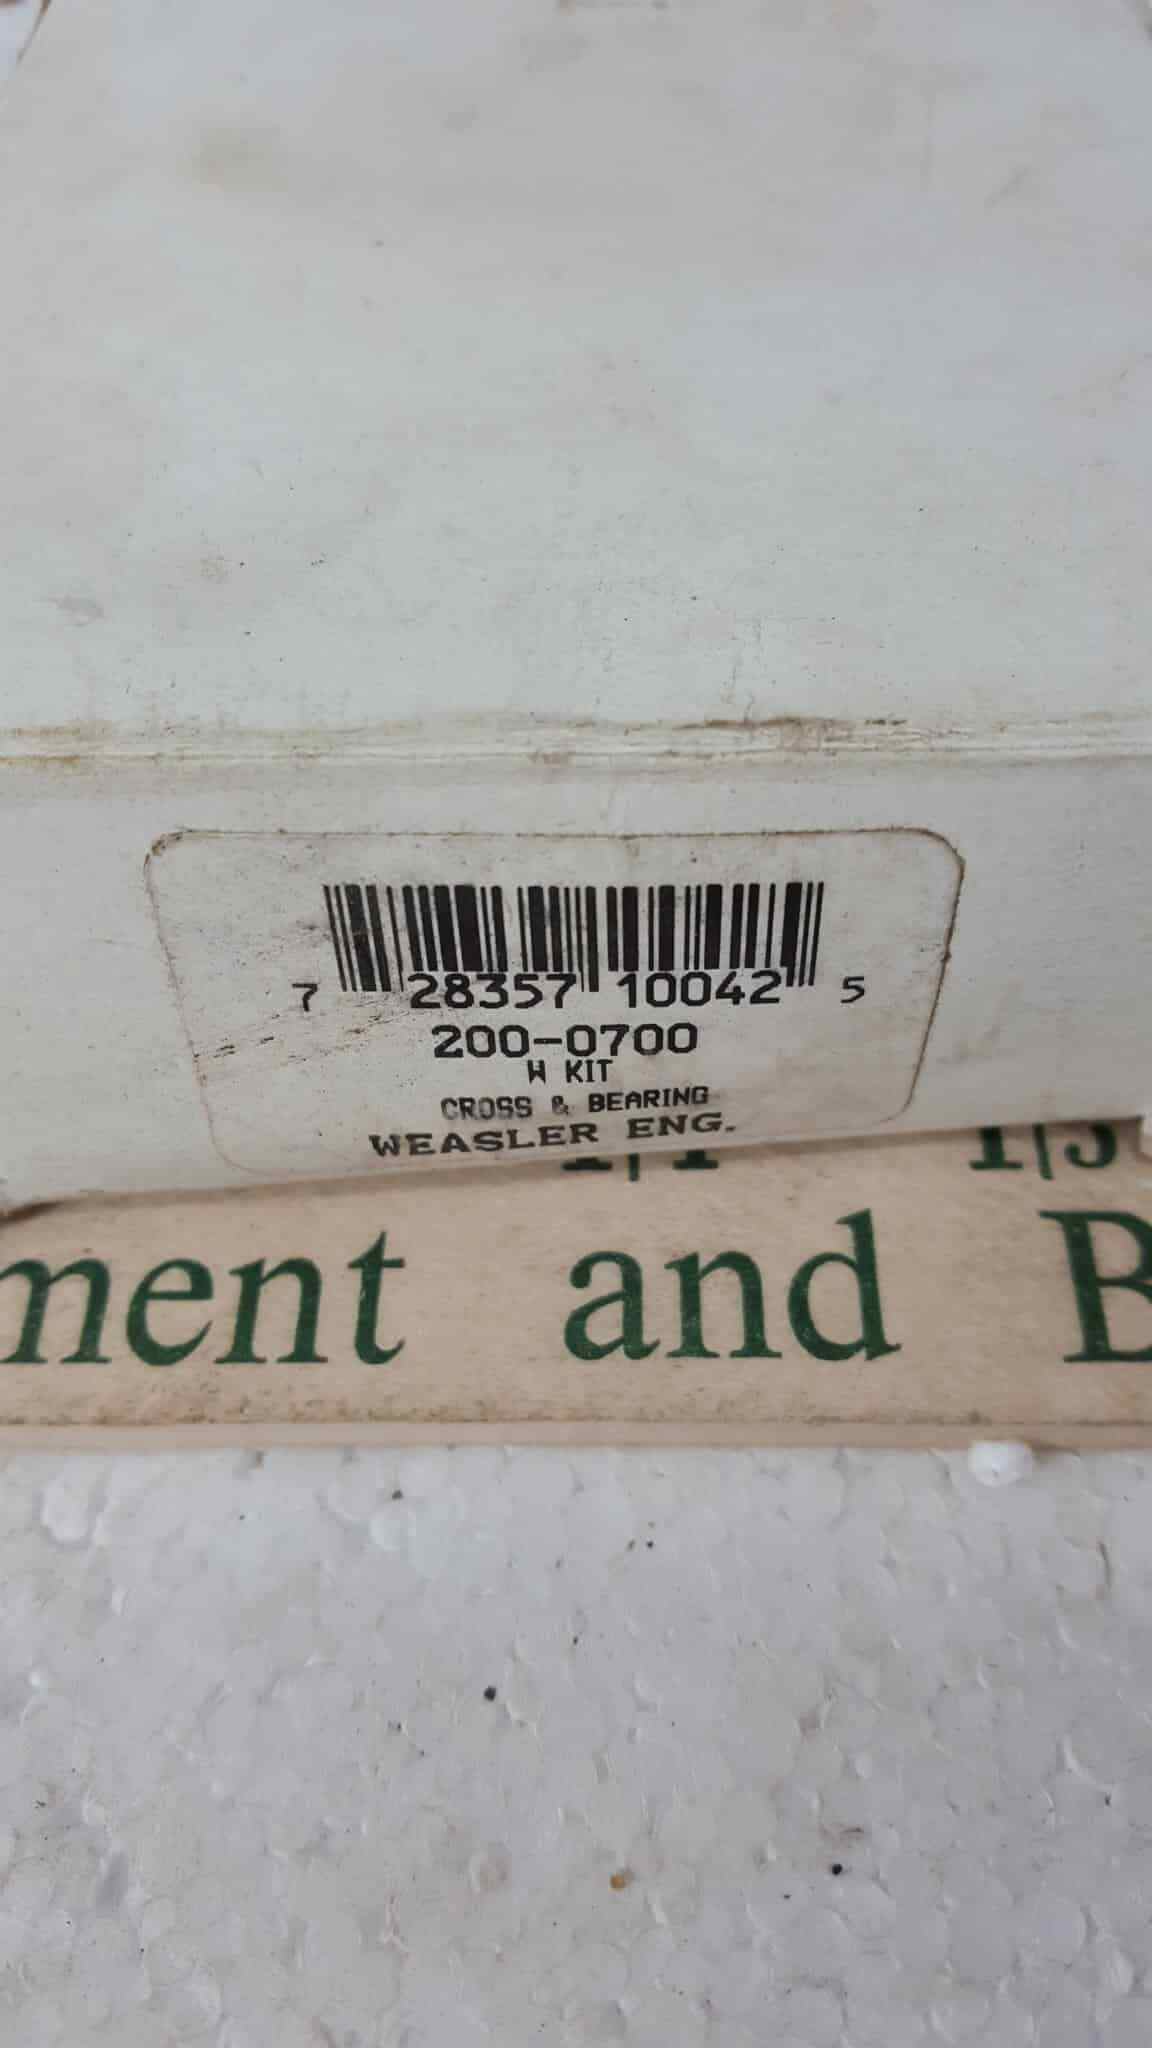 7 28357 10042 5
200-0700
W KIT
CROSS & BEARING
WEASLER ENG.
ment and B